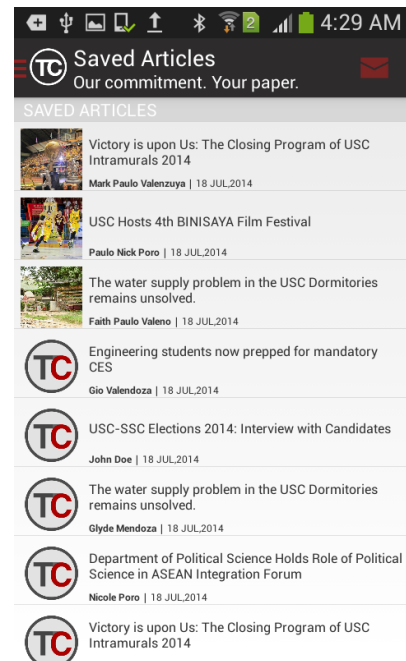 2 4:29 AM
TC Saved Articles
Our commitment. Your paper.
SAVED ARTICLES
Victory is upon Us: The Closing Program of USC
Intramurals 2014
Mark Paulo Valenzuya | 18 JUL,2014
USC Hosts 4th BINISAYA Film Festival
Paulo Nick Poro | 18 JUL,2014
The water supply problem in the USC Dormitories
remains unsolved.
Faith Paulo Valeno | 18 JUL,2014
TC
Engineering students now prepped for mandatory
CES
Gio Valendoza | 18 JUL,2014
TC
USC-SSC Elections 2014: Interview with Candidates
John Doe | 18 JUL,2014
TC
The water supply problem in the USC Dormitories
remains unsolved.
Glyde Mendoza | 18 JUL,2014
TC
Department of Political Science Holds Role of Political
Science in ASEAN Integration Forum
Nicole Poro | 18 JUL,2014
TC
Victory is upon Us: The Closing Program of USC
Intramurals 2014